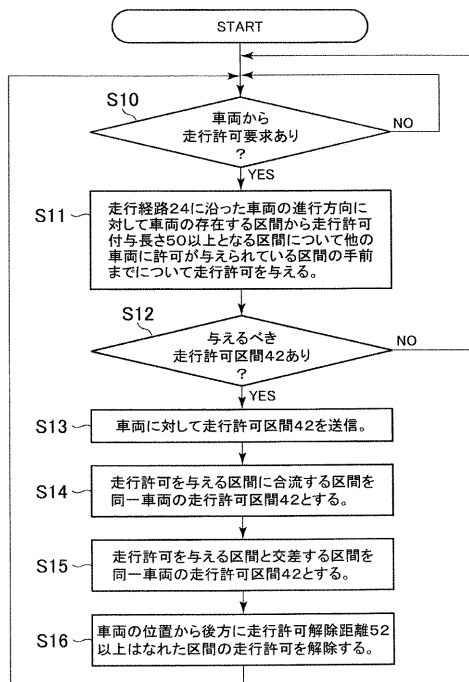 START
S10
車両から
走行許可要求あり
?
NO
YES
S11
走行経路24に沿った車両の進行方向に
対して車両の存在する区間から走行許可
付与長さ50以上となる区間について他の
車両に許可が与えられている区間の手前
までについて走行許可を与える。
S12
与えるべき
走行許可区間42あり
?
NO
YES
S13
車両に対して走行許可区間42を送信。
S14
走行許可を与える区間に合流する区間を
同一車両の走行許可区間42とする。
S15
走行許可を与える区間と交差する区間を
同一車両の走行許可区間42とする。
S16
車両の位置から後方に走行許可解除距離52
以上はなれた区間の走行許可を解除する。